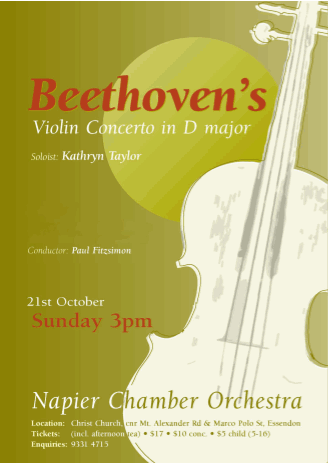 Beethoven's
Violin Concerto in D major
Soloist: Kathryn Taylor
Conductor: Paul Fitzsimon
21st October
Sunday 3pm
Napier Chamber Orchestra
Location: Christ Church, cnr Mt. Alexander Rd & Marco Polo St, Essendon
Tickets: (incl. afternoon tea) • $17 • $10 conc. • $5 child (5-16)
Enquiries: 9331 4715